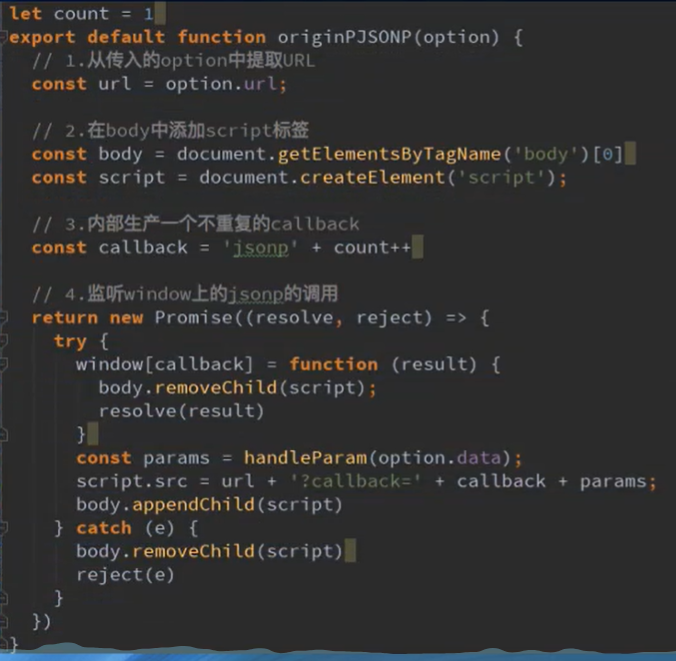 let count = 1
export default function originPJSONP(option) {
// 1.从传入的option中提取URL
const url = option.url;
// 2.在body中添加script标签
const body = document.getElementsByTagName('body')[0]
const script = document.createElement('script');
// 3.内部生产一个不重复的callback
const callback = 'jsonp' + count++
// 4.监听window上的jsonp的调用
return new Promise((resolve, reject) => {
try {
window[callback] = function (result) {
body.removeChild(script);
resolve(result)
}
const params = handleParam(option.data);
script.src = url + '?callback=' + callback + params;
body.appendChild(script)
} catch (e) {
body.removeChild(script)
reject(e)
}
})
}